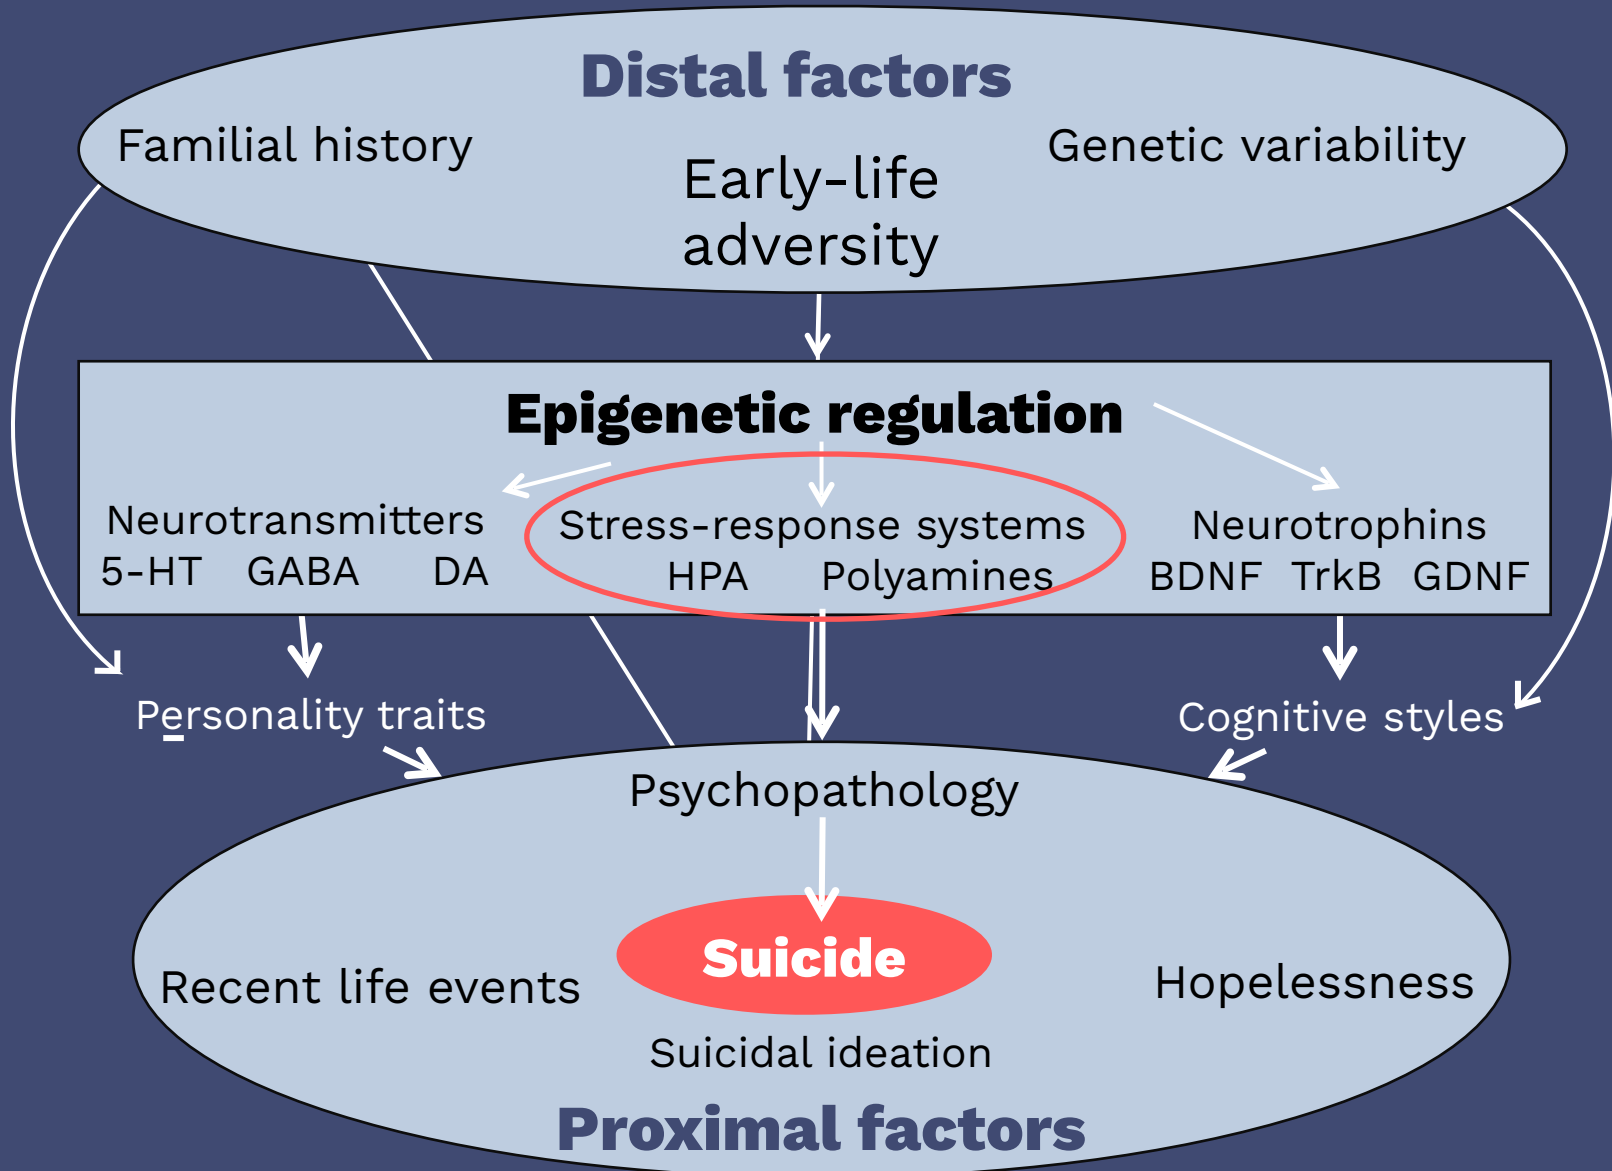 Distal factors
Familial history
Genetic variability
Early-life
adversity
Epigenetic regulation
Neurotransmitters
5-HT GABA DA
Stress-response systems
HPA Polyamines
Neurotrophins
BDNF TrkB GDNF
Personality traits
Cognitive styles
Psychopathology
Suicide
Recent life events
Hopelessness
Suicidal ideation
Proximal factors